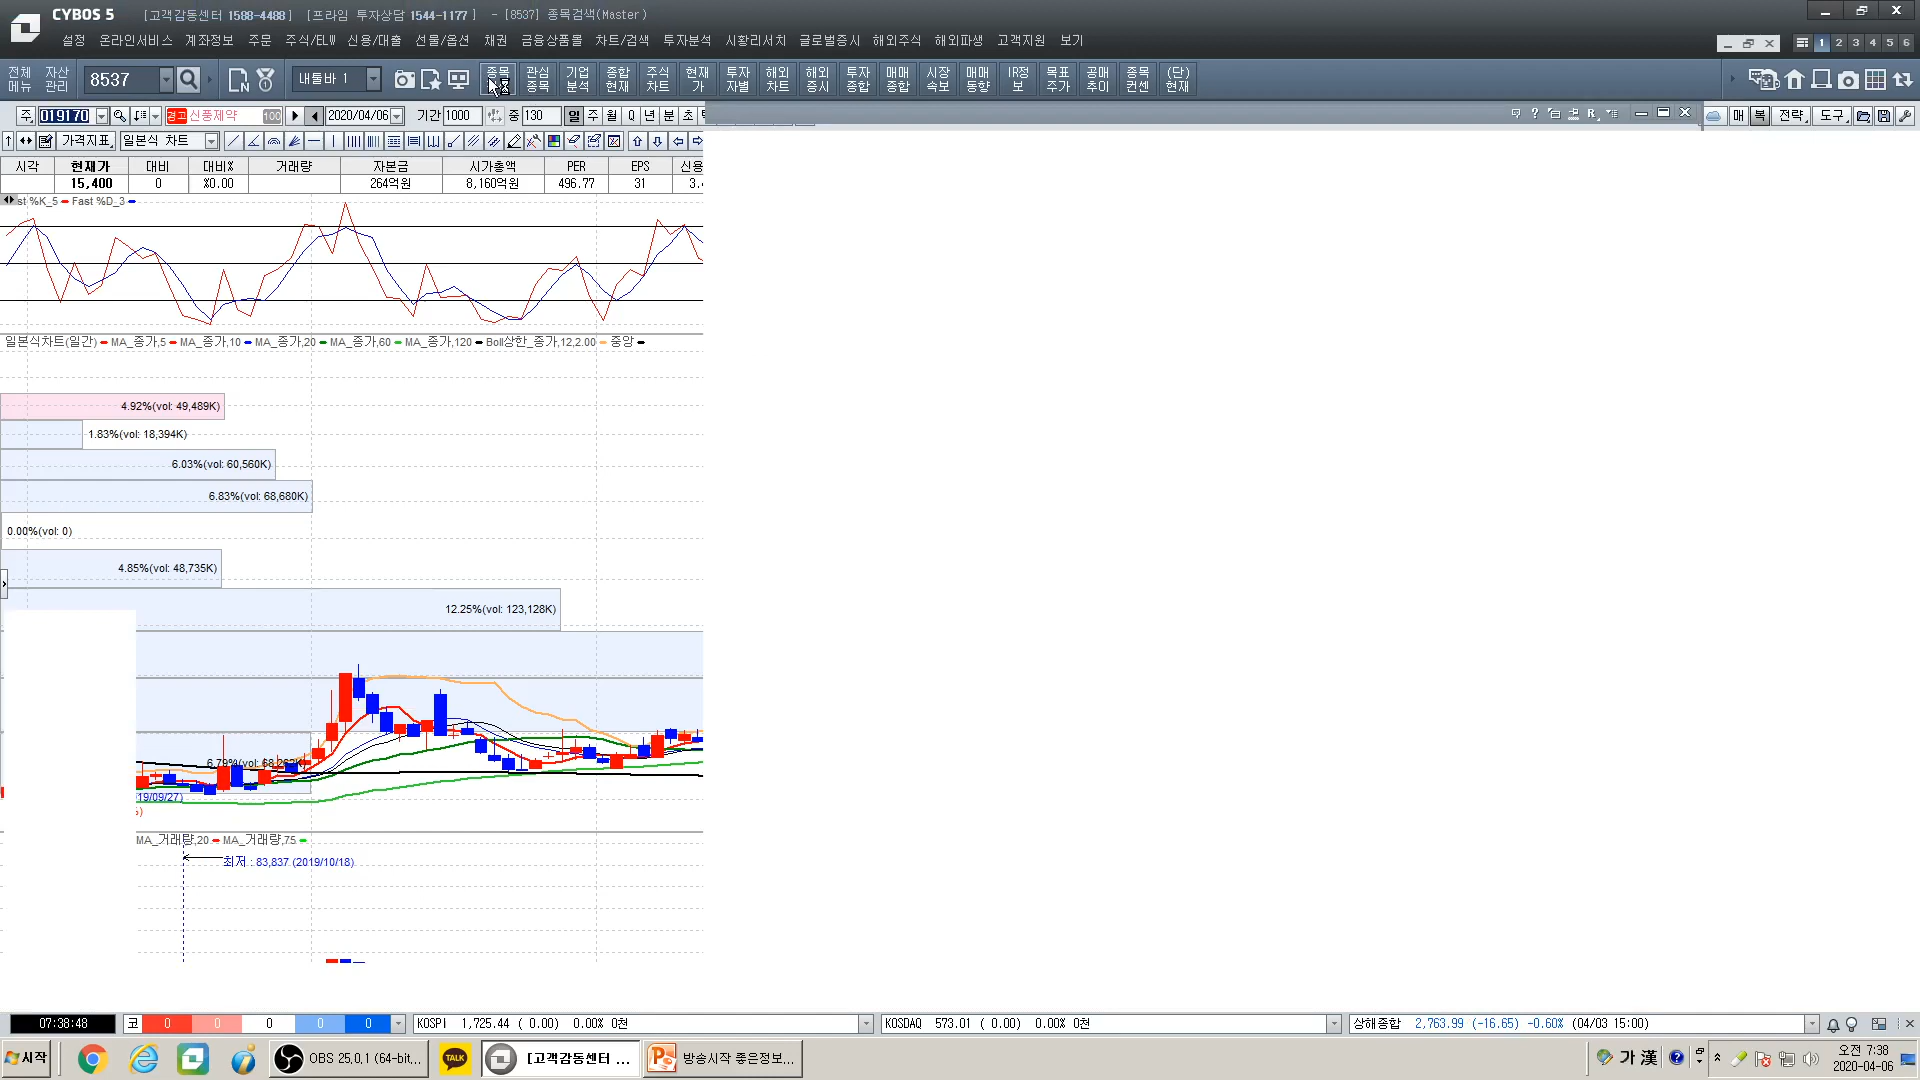 CYBOS 5 [고객감동센터 1588-4488] [프라임 투자상담 1544-1177] - [8537] 종목검색(Master)
설정 온라인서비스 계좌정보 주문 주식/ELW 신용/대출 선물/옵션 채권 금융상품몰 차트/검색 투자분석 시황리서치 글로벌증시 해외주식 해외파생 고객지원 보기
1 2 3 4 5 6
전체 자산 종목 관심 기업 종합 주식 현재 투자 해외 해외 투자 매매 시장 매매 IR정 목표 공매 종목 (단)
8537 내툴바 1
메뉴 관리 종목 분석 현재 차트 가 자별 차트 증시 종합 종합 속보 동향 보 주가 추이 컨센 현재
주 019170 경고 신풍제약 100 2020/04/06 기간 1000 중 130 일 주 월 Q 년 분 초 ? R 매 복 전략 도구
가격지표 일본식 차트
시각 현재가 대비 대비% 거래량 자본금 시가총액 PER EPS 신용
15,400 0 %0.00 264억원 8,160억원 496.77 31
st %K_5 Fast %D_3
일본식차트(일간) MA_종가,5 MA_종가,10 MA_종가,20 MA_종가,60 MA_종가,120 Boll상한_종가,12,2.00 중앙
4.92%(vol: 49,489K)
1.83%(vol: 18,394K)
6.03%(vol: 60,560K)
6.83%(vol: 68,680K)
0.00%(vol: 0)
4.85%(vol: 48,735K)
12.25%(vol: 123,128K)
6.79%(vol: 68,262K)
19/09/27)
MA_거래량,20 MA_거래량,75
최저 : 83,837 (2019/10/18)
07:38:48 코 0 0 0 0 0 KOSPI 1,725.44 ( 0.00) 0.00% 0천 KOSDAQ 573.01 ( 0.00) 0.00% 0천 상해종합 2,763.99 (-16.65) -0.60% (04/03 15:00)
시작 OBS 25,0,1 (64-bit... TALK [고객감동센터 ... 방송시작 좋은정보... 가 漢 오전 7:38
2020-04-06